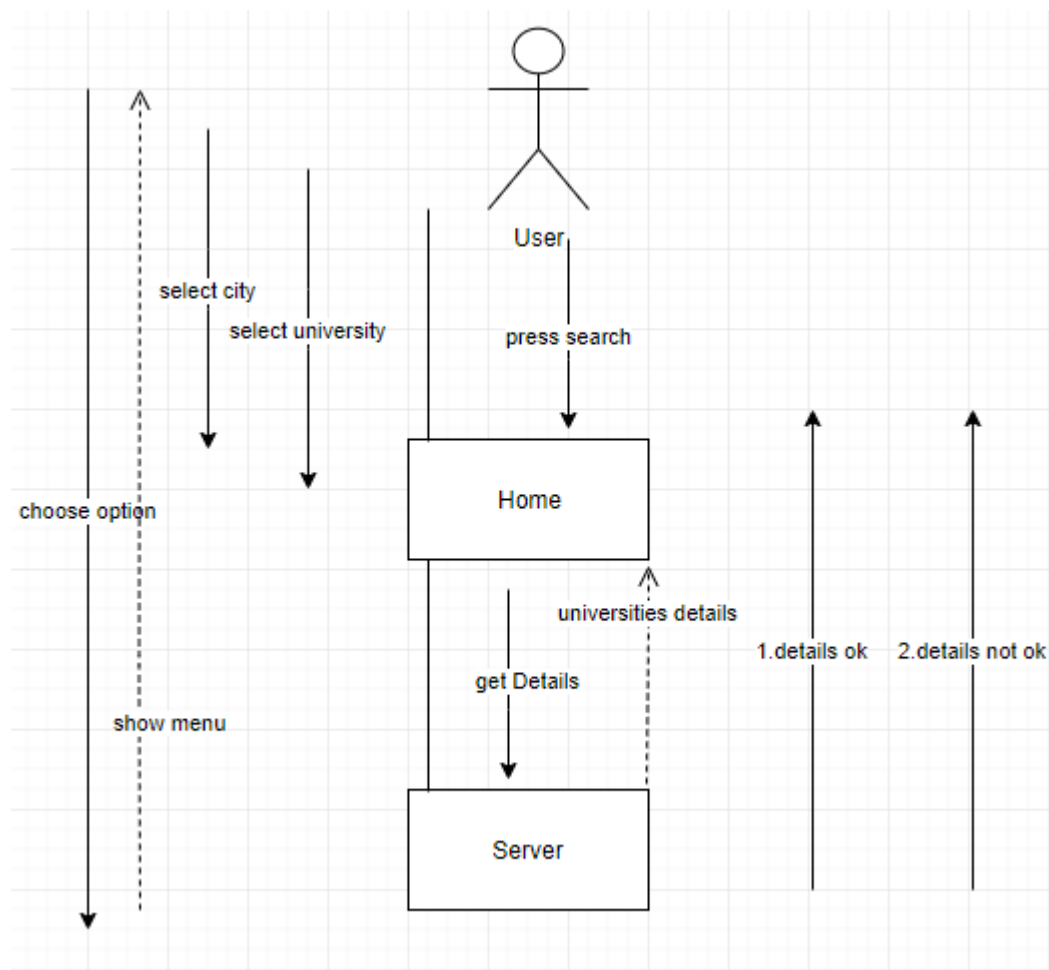 User
select city
select university
press search
Home
choose option
universities details
1.details ok
2.details not ok
get Details
show menu
Server